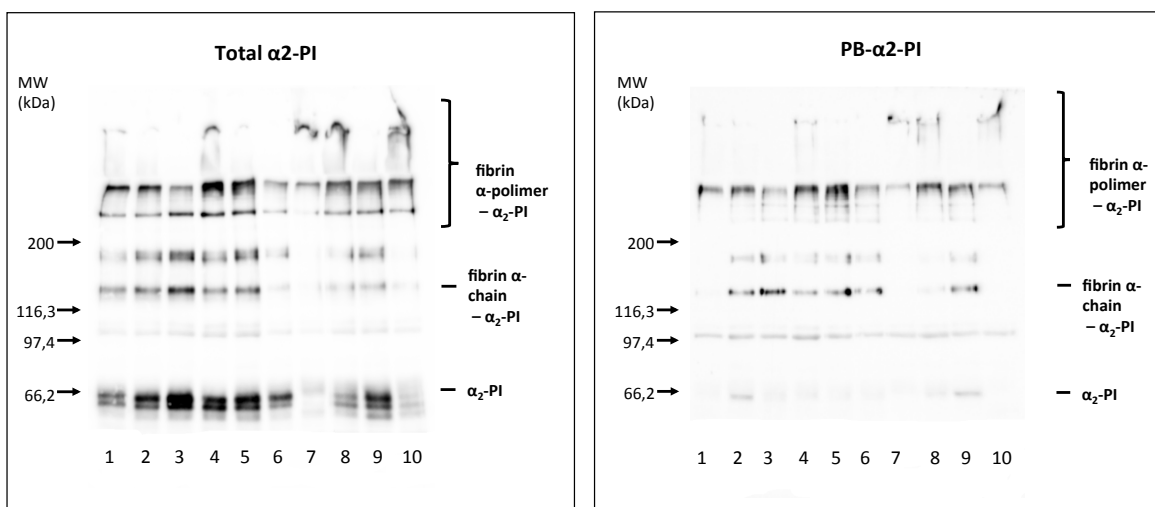 Total α2-PI
MW
(kDa)
fibrin
α-polimer
– α₂-PI
200
fibrin α-
chain
– α₂-PI
116,3
97,4
66,2
α₂-PI
1 2 3 4 5 6 7 8 9 10
PB-α2-PI
MW
(kDa)
fibrin α-
polimer
– α₂-PI
200
fibrin α-
chain
– α₂-PI
116,3
97,4
66,2
α₂-PI
1 2 3 4 5 6 7 8 9 10